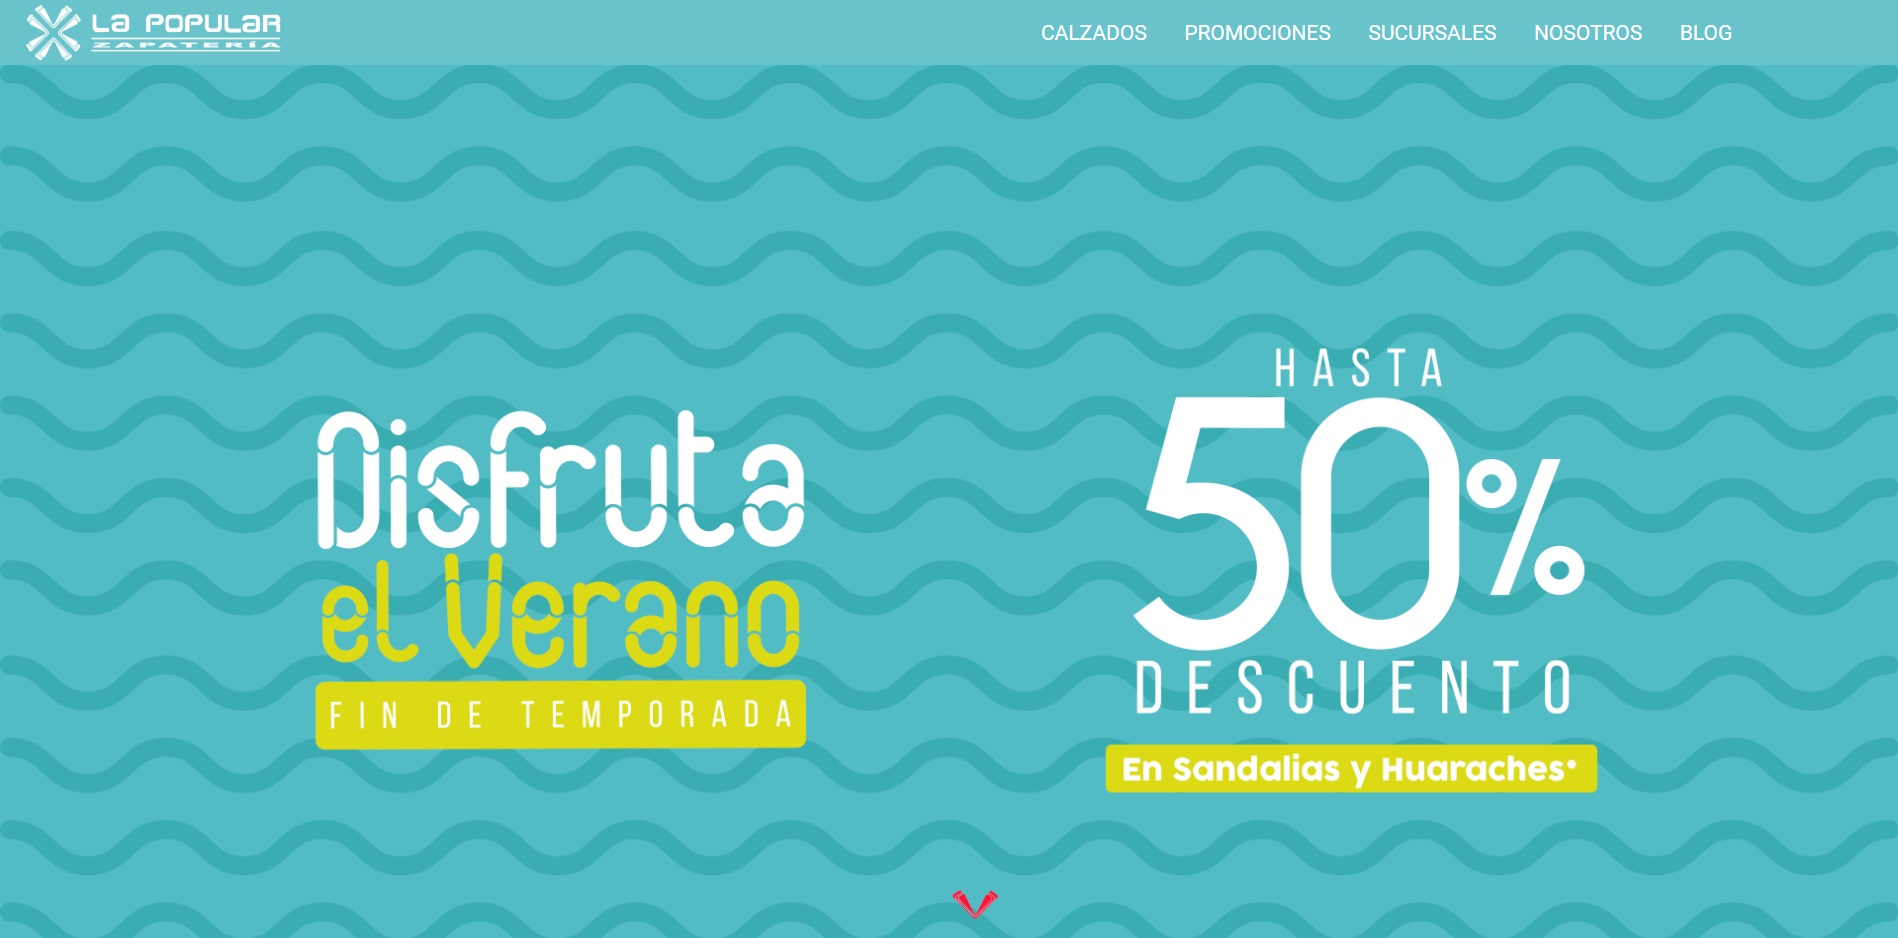 La Popular
Zapatería
CALZADOS PROMOCIONES SUCURSALES NOSOTROS BLOG
Disfruta
el Verano
FIN DE TEMPORADA
HASTA
50%
DESCUENTO
En Sandalias y Huaraches*